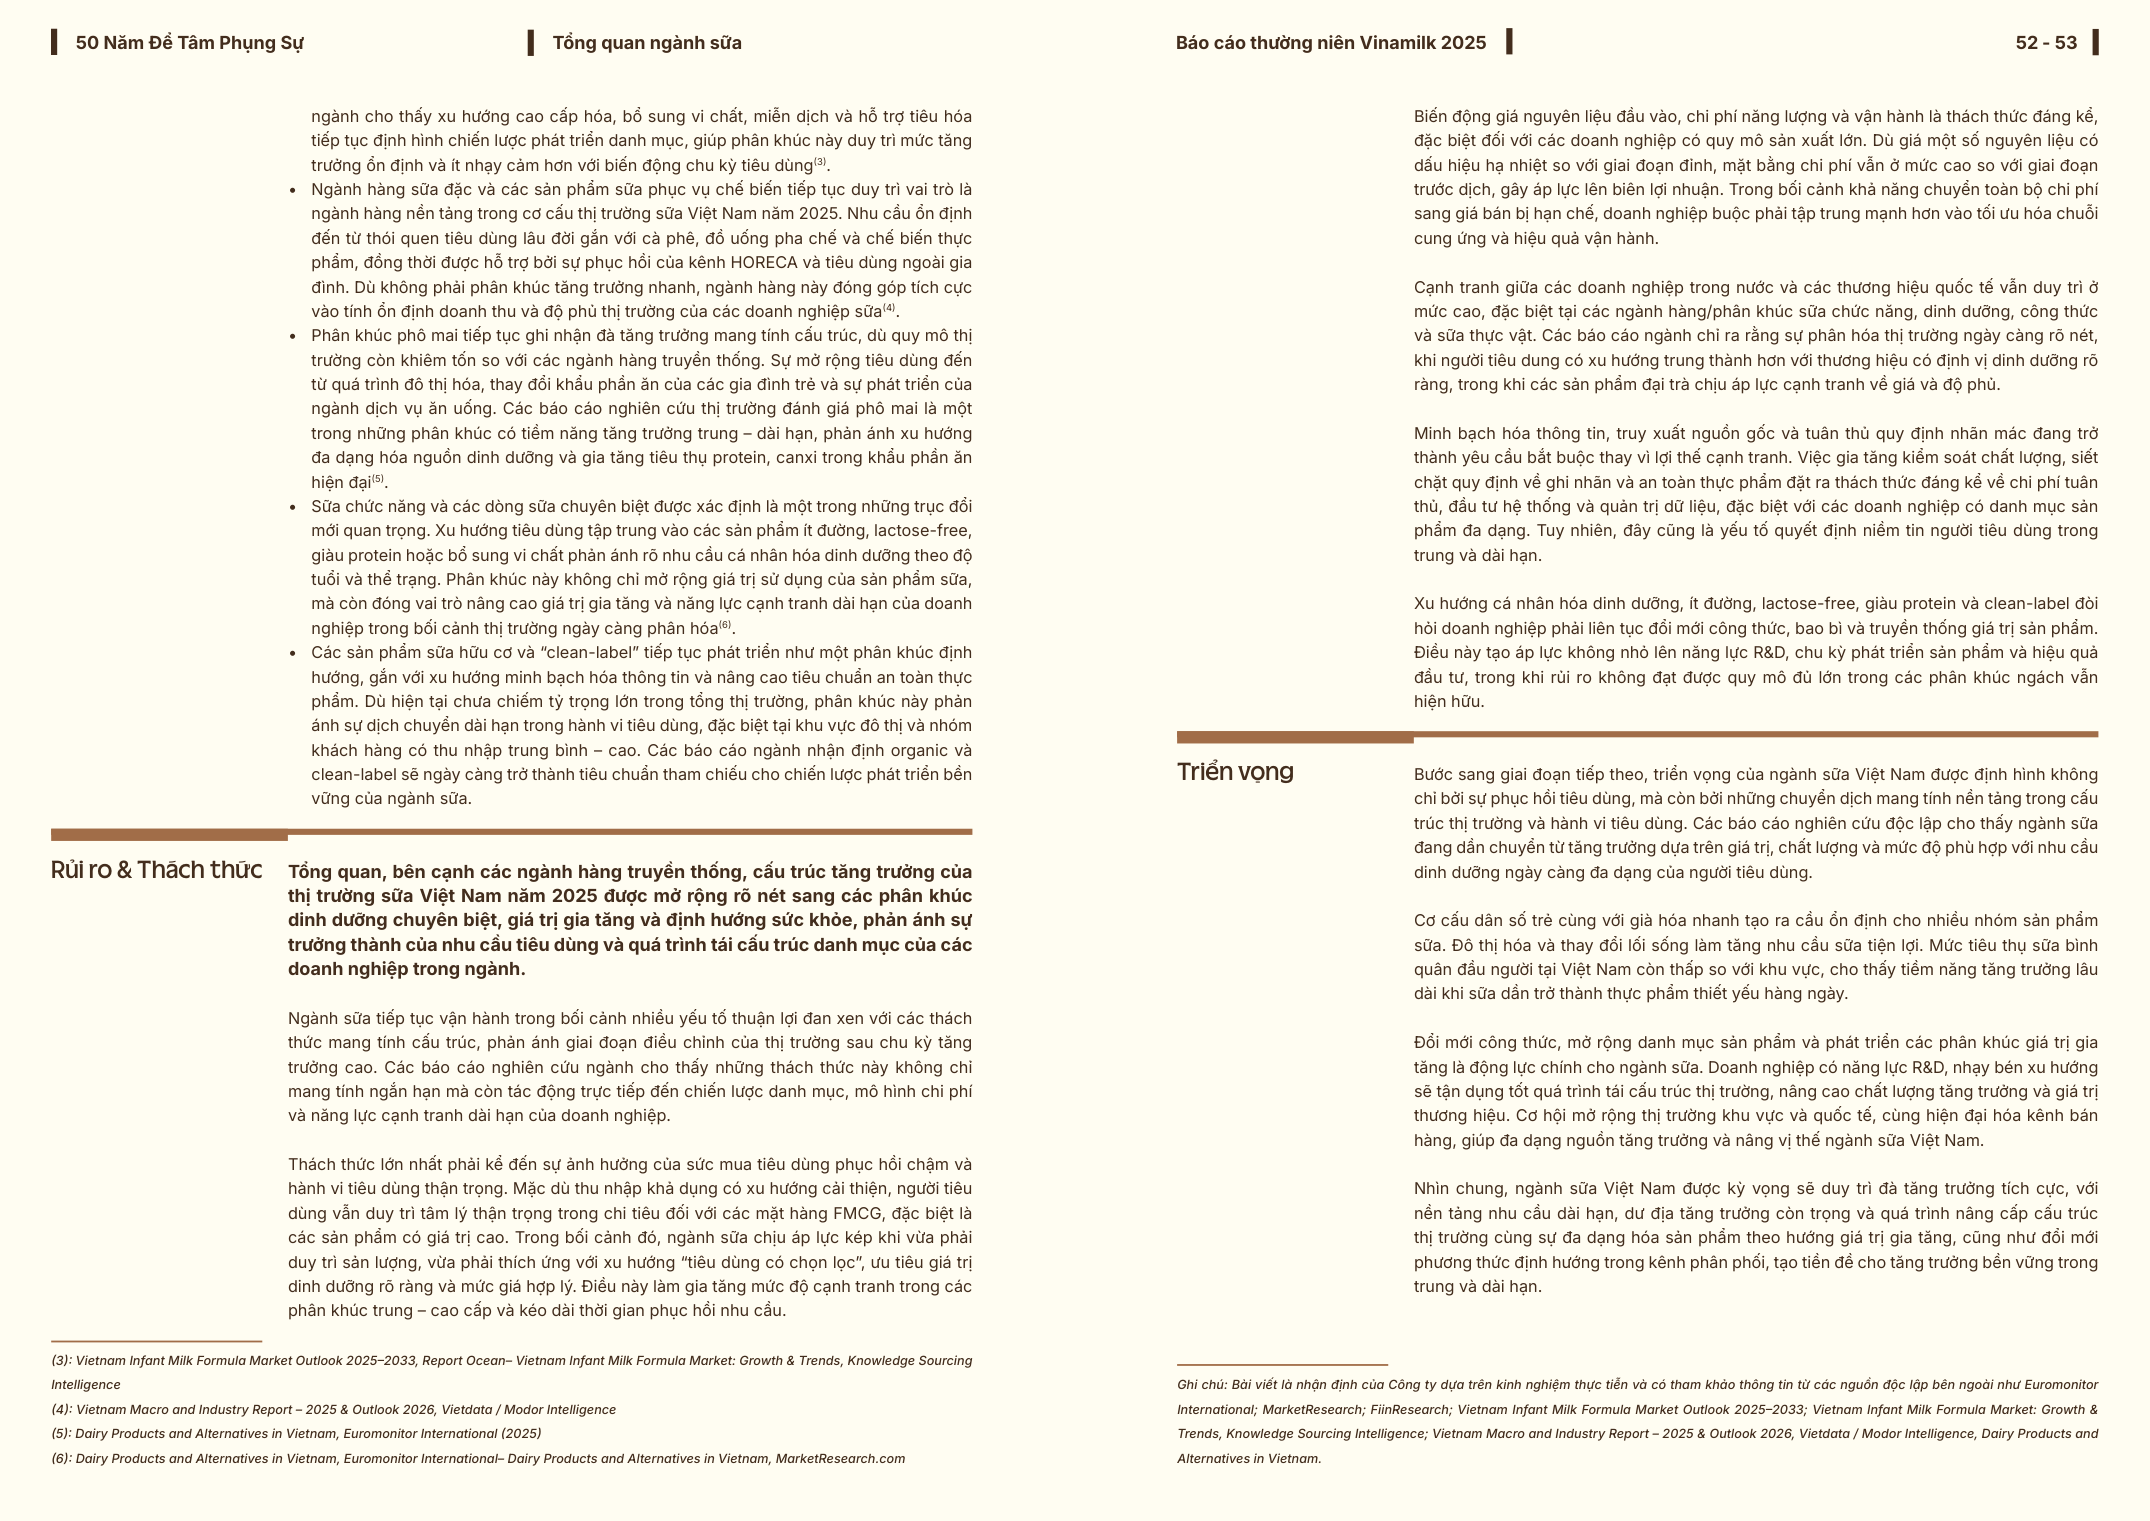 50 Năm Để Tâm Phụng Sự
Tổng quan ngành sữa
Báo cáo thường niên Vinamilk 2025
52 - 53
ngành cho thấy xu hướng cao cấp hóa, bổ sung vi chất, miễn dịch và hỗ trợ tiêu hóa
tiếp tục định hình chiến lược phát triển danh mục, giúp phân khúc này duy trì mức tăng
trưởng ổn định và ít nhạy cảm hơn với biến động chu kỳ tiêu dùng(3).
• Ngành hàng sữa đặc và các sản phẩm sữa phục vụ chế biến tiếp tục duy trì vai trò là
ngành hàng nền tảng trong cơ cấu thị trường sữa Việt Nam năm 2025. Nhu cầu ổn định
đến từ thói quen tiêu dùng lâu đời gắn với cà phê, đồ uống pha chế và chế biến thực
phẩm, đồng thời được hỗ trợ bởi sự phục hồi của kênh HORECA và tiêu dùng ngoài gia
đình. Dù không phải phân khúc tăng trưởng nhanh, ngành hàng này đóng góp tích cực
vào tính ổn định doanh thu và độ phủ thị trường của các doanh nghiệp sữa(4).
• Phân khúc phô mai tiếp tục ghi nhận đà tăng trưởng mang tính cấu trúc, dù quy mô thị
trường còn khiêm tốn so với các ngành hàng truyền thống. Sự mở rộng tiêu dùng đến
từ quá trình đô thị hóa, thay đổi khẩu phần ăn của các gia đình trẻ và sự phát triển của
ngành dịch vụ ăn uống. Các báo cáo nghiên cứu thị trường đánh giá phô mai là một
trong những phân khúc có tiềm năng tăng trưởng trung – dài hạn, phản ánh xu hướng
đa dạng hóa nguồn dinh dưỡng và gia tăng tiêu thụ protein, canxi trong khẩu phần ăn
hiện đại(5).
• Sữa chức năng và các dòng sữa chuyên biệt được xác định là một trong những trục đổi
mới quan trọng. Xu hướng tiêu dùng tập trung vào các sản phẩm ít đường, lactose-free,
giàu protein hoặc bổ sung vi chất phản ánh rõ nhu cầu cá nhân hóa dinh dưỡng theo độ
tuổi và thể trạng. Phân khúc này không chỉ mở rộng giá trị sử dụng của sản phẩm sữa,
mà còn đóng vai trò nâng cao giá trị gia tăng và năng lực cạnh tranh dài hạn của doanh
nghiệp trong bối cảnh thị trường ngày càng phân hóa(6).
• Các sản phẩm sữa hữu cơ và “clean-label” tiếp tục phát triển như một phân khúc định
hướng, gắn với xu hướng minh bạch hóa thông tin và nâng cao tiêu chuẩn an toàn thực
phẩm. Dù hiện tại chưa chiếm tỷ trọng lớn trong tổng thị trường, phân khúc này phản
ánh sự dịch chuyển dài hạn trong hành vi tiêu dùng, đặc biệt tại khu vực đô thị và nhóm
khách hàng có thu nhập trung bình – cao. Các báo cáo ngành nhận định organic và
clean-label sẽ ngày càng trở thành tiêu chuẩn tham chiếu cho chiến lược phát triển bền
vững của ngành sữa.
Rủi ro & Thách thức
Tổng quan, bên cạnh các ngành hàng truyền thống, cấu trúc tăng trưởng của
thị trường sữa Việt Nam năm 2025 được mở rộng rõ nét sang các phân khúc
dinh dưỡng chuyên biệt, giá trị gia tăng và định hướng sức khỏe, phản ánh sự
trưởng thành của nhu cầu tiêu dùng và quá trình tái cấu trúc danh mục của các
doanh nghiệp trong ngành.
Ngành sữa tiếp tục vận hành trong bối cảnh nhiều yếu tố thuận lợi đan xen với các thách
thức mang tính cấu trúc, phản ánh giai đoạn điều chỉnh của thị trường sau chu kỳ tăng
trưởng cao. Các báo cáo nghiên cứu ngành cho thấy những thách thức này không chỉ
mang tính ngắn hạn mà còn tác động trực tiếp đến chiến lược danh mục, mô hình chi phí
và năng lực cạnh tranh dài hạn của doanh nghiệp.
Thách thức lớn nhất phải kể đến sự ảnh hưởng của sức mua tiêu dùng phục hồi chậm và
hành vi tiêu dùng thận trọng. Mặc dù thu nhập khả dụng có xu hướng cải thiện, người tiêu
dùng vẫn duy trì tâm lý thận trọng trong chi tiêu đối với các mặt hàng FMCG, đặc biệt là
các sản phẩm có giá trị cao. Trong bối cảnh đó, ngành sữa chịu áp lực kép khi vừa phải
duy trì sản lượng, vừa phải thích ứng với xu hướng “tiêu dùng có chọn lọc”, ưu tiêu giá trị
dinh dưỡng rõ ràng và mức giá hợp lý. Điều này làm gia tăng mức độ cạnh tranh trong các
phân khúc trung – cao cấp và kéo dài thời gian phục hồi nhu cầu.
(3): Vietnam Infant Milk Formula Market Outlook 2025–2033, Report Ocean– Vietnam Infant Milk Formula Market: Growth & Trends, Knowledge Sourcing
Intelligence
(4): Vietnam Macro and Industry Report – 2025 & Outlook 2026, Vietdata / Modor Intelligence
(5): Dairy Products and Alternatives in Vietnam, Euromonitor International (2025)
(6): Dairy Products and Alternatives in Vietnam, Euromonitor International– Dairy Products and Alternatives in Vietnam, MarketResearch.com
Biến động giá nguyên liệu đầu vào, chi phí năng lượng và vận hành là thách thức đáng kể,
đặc biệt đối với các doanh nghiệp có quy mô sản xuất lớn. Dù giá một số nguyên liệu có
dấu hiệu hạ nhiệt so với giai đoạn đỉnh, mặt bằng chi phí vẫn ở mức cao so với giai đoạn
trước dịch, gây áp lực lên biên lợi nhuận. Trong bối cảnh khả năng chuyển toàn bộ chi phí
sang giá bán bị hạn chế, doanh nghiệp buộc phải tập trung mạnh hơn vào tối ưu hóa chuỗi
cung ứng và hiệu quả vận hành.
Cạnh tranh giữa các doanh nghiệp trong nước và các thương hiệu quốc tế vẫn duy trì ở
mức cao, đặc biệt tại các ngành hàng/phân khúc sữa chức năng, dinh dưỡng, công thức
và sữa thực vật. Các báo cáo ngành chỉ ra rằng sự phân hóa thị trường ngày càng rõ nét,
khi người tiêu dung có xu hướng trung thành hơn với thương hiệu có định vị dinh dưỡng rõ
ràng, trong khi các sản phẩm đại trà chịu áp lực cạnh tranh về giá và độ phủ.
Minh bạch hóa thông tin, truy xuất nguồn gốc và tuân thủ quy định nhãn mác đang trở
thành yêu cầu bắt buộc thay vì lợi thế cạnh tranh. Việc gia tăng kiểm soát chất lượng, siết
chặt quy định về ghi nhãn và an toàn thực phẩm đặt ra thách thức đáng kể về chi phí tuân
thủ, đầu tư hệ thống và quản trị dữ liệu, đặc biệt với các doanh nghiệp có danh mục sản
phẩm đa dạng. Tuy nhiên, đây cũng là yếu tố quyết định niềm tin người tiêu dùng trong
trung và dài hạn.
Xu hướng cá nhân hóa dinh dưỡng, ít đường, lactose-free, giàu protein và clean-label đòi
hỏi doanh nghiệp phải liên tục đổi mới công thức, bao bì và truyền thống giá trị sản phẩm.
Điều này tạo áp lực không nhỏ lên năng lực R&D, chu kỳ phát triển sản phẩm và hiệu quả
đầu tư, trong khi rủi ro không đạt được quy mô đủ lớn trong các phân khúc ngách vẫn
hiện hữu.
Triển vọng
Bước sang giai đoạn tiếp theo, triển vọng của ngành sữa Việt Nam được định hình không
chỉ bởi sự phục hồi tiêu dùng, mà còn bởi những chuyển dịch mang tính nền tảng trong cấu
trúc thị trường và hành vi tiêu dùng. Các báo cáo nghiên cứu độc lập cho thấy ngành sữa
đang dần chuyển từ tăng trưởng dựa trên giá trị, chất lượng và mức độ phù hợp với nhu cầu
dinh dưỡng ngày càng đa dạng của người tiêu dùng.
Cơ cấu dân số trẻ cùng với già hóa nhanh tạo ra cầu ổn định cho nhiều nhóm sản phẩm
sữa. Đô thị hóa và thay đổi lối sống làm tăng nhu cầu sữa tiện lợi. Mức tiêu thụ sữa bình
quân đầu người tại Việt Nam còn thấp so với khu vực, cho thấy tiềm năng tăng trưởng lâu
dài khi sữa dần trở thành thực phẩm thiết yếu hàng ngày.
Đổi mới công thức, mở rộng danh mục sản phẩm và phát triển các phân khúc giá trị gia
tăng là động lực chính cho ngành sữa. Doanh nghiệp có năng lực R&D, nhạy bén xu hướng
sẽ tận dụng tốt quá trình tái cấu trúc thị trường, nâng cao chất lượng tăng trưởng và giá trị
thương hiệu. Cơ hội mở rộng thị trường khu vực và quốc tế, cùng hiện đại hóa kênh bán
hàng, giúp đa dạng nguồn tăng trưởng và nâng vị thế ngành sữa Việt Nam.
Nhìn chung, ngành sữa Việt Nam được kỳ vọng sẽ duy trì đà tăng trưởng tích cực, với
nền tảng nhu cầu dài hạn, dư địa tăng trưởng còn trọng và quá trình nâng cấp cấu trúc
thị trường cùng sự đa dạng hóa sản phẩm theo hướng giá trị gia tăng, cũng như đổi mới
phương thức định hướng trong kênh phân phối, tạo tiền đề cho tăng trưởng bền vững trong
trung và dài hạn.
Ghi chú: Bài viết là nhận định của Công ty dựa trên kinh nghiệm thực tiễn và có tham khảo thông tin từ các nguồn độc lập bên ngoài như Euromonitor
International; MarketResearch; FiinResearch; Vietnam Infant Milk Formula Market Outlook 2025–2033; Vietnam Infant Milk Formula Market: Growth &
Trends, Knowledge Sourcing Intelligence; Vietnam Macro and Industry Report – 2025 & Outlook 2026, Vietdata / Modor Intelligence, Dairy Products and
Alternatives in Vietnam.